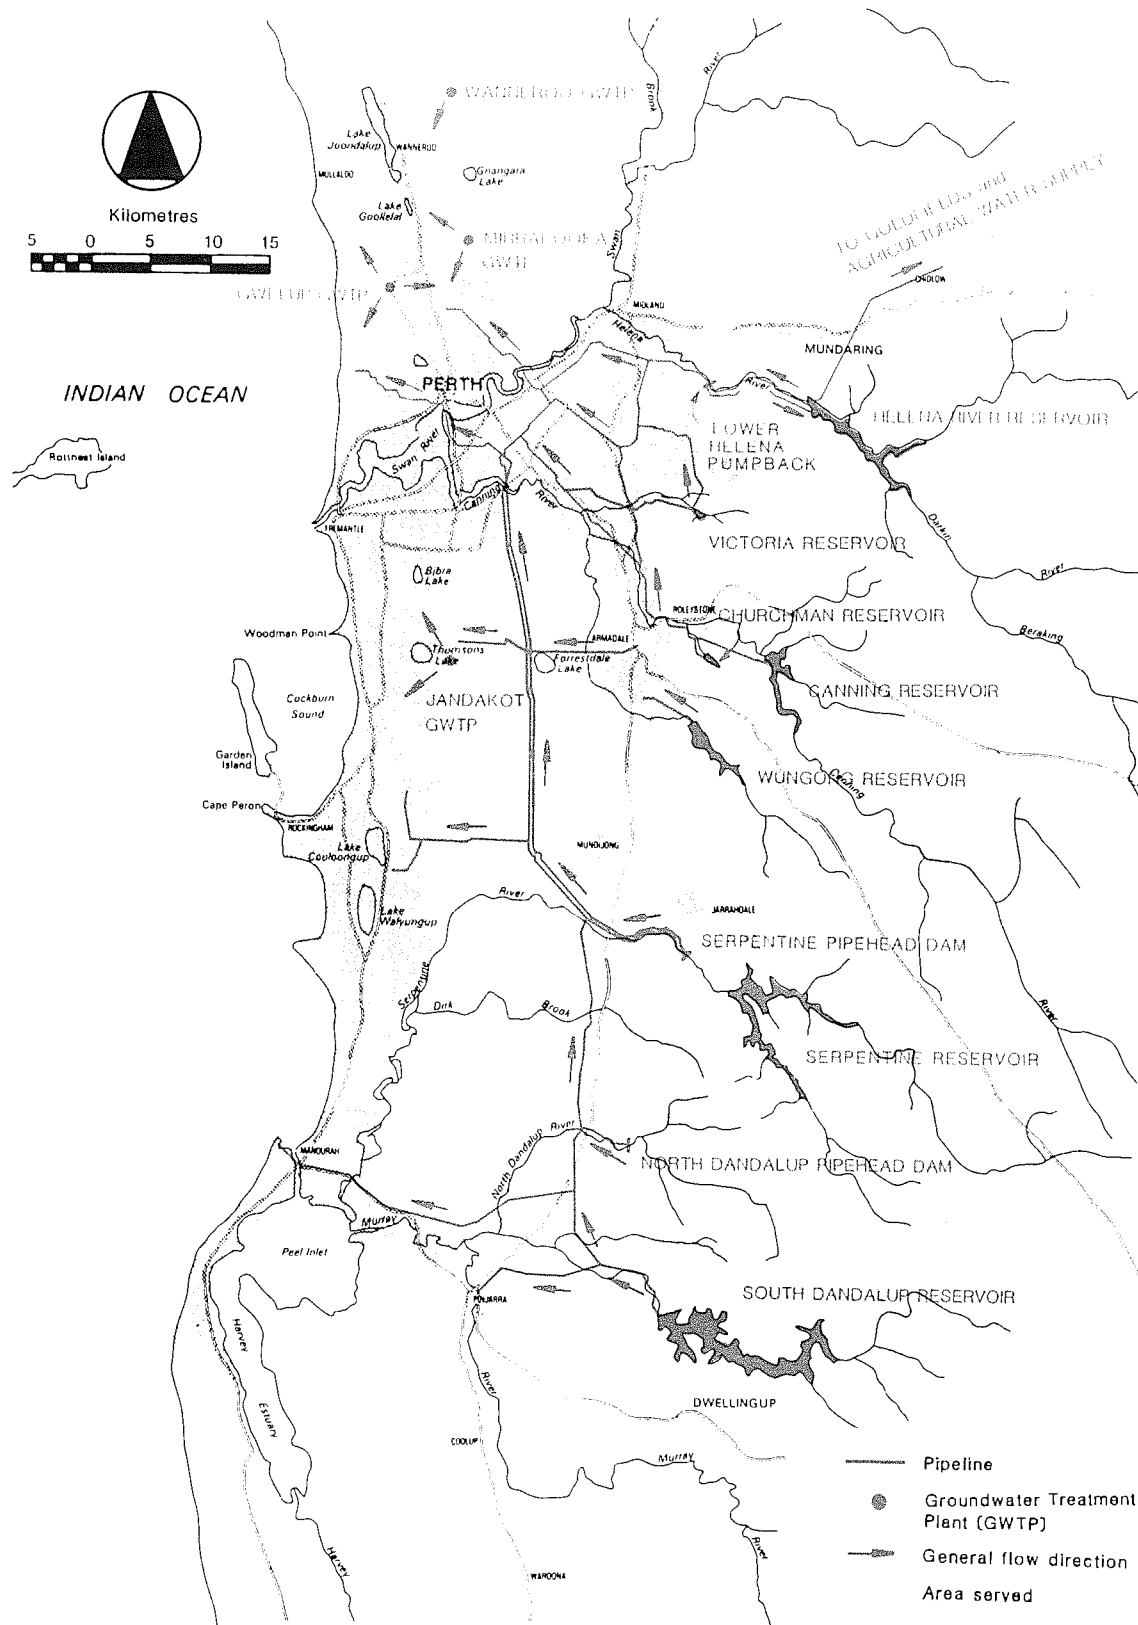 WANNEROO GWTP
Brook
River
Lake
Joondalup
WANNEROO
MULLALOO
Gnangara
Lake
Lake
Goollelal
Kilometres
5 0 5 10 15
MIRRABOOKA
GWTP
GWELUP GWTP
Swan
TO GOLDFIELDS and
AGRICULTURAL WATER SUPPLY
CHIDLOW
MIDLAND
Helena
River
MUNDARING
INDIAN OCEAN
PERTH
HELENA RIVER RESERVOIR
LOWER
HELENA
PUMPBACK
Rottnest Island
Swan River
Canning
River
FREMANTLE
Darkin
River
VICTORIA RESERVOIR
Bibra
Lake
ROLEYSTONE
CHURCHMAN RESERVOIR
Beraking
Woodman Point
ARMADALE
Thomsons
Lake
Forrestdale
Lake
CANNING RESERVOIR
Cockburn
Sound
JANDAKOT
GWTP
Garden
Island
WUNGONG RESERVOIR
Canning
River
Cape Peron
ROCKINGHAM
Lake
Cooloongup
MUNDIJONG
Lake
Walyungup
River
JARRAHDALE
SERPENTINE PIPEHEAD DAM
Serpentine
Dirk
Brook
SERPENTINE RESERVOIR
North Dandalup River
MANDURAH
NORTH DANDALUP PIPEHEAD DAM
Murray
Peel Inlet
SOUTH DANDALUP RESERVOIR
PINJARRA
Harvey
Estuary
River
DWELLINGUP
COOLUP
Murray
River
Pipeline
Groundwater Treatment
Plant (GWTP)
General flow direction
Area served
Harvey
WAROONA